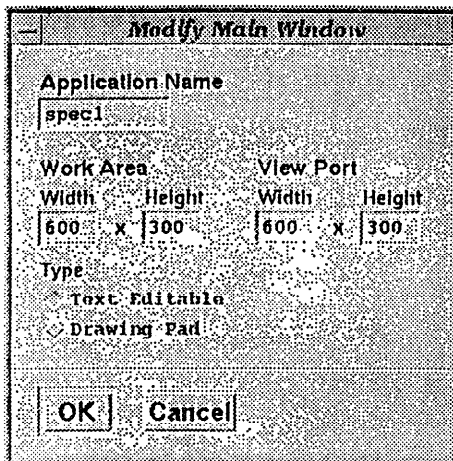 Modify Main Window
Application Name
spec1
Work Area View Port
Width Height Width Height
600 x 300 600 x 300
Type
Text Editable
Drawing Pad
OK Cancel